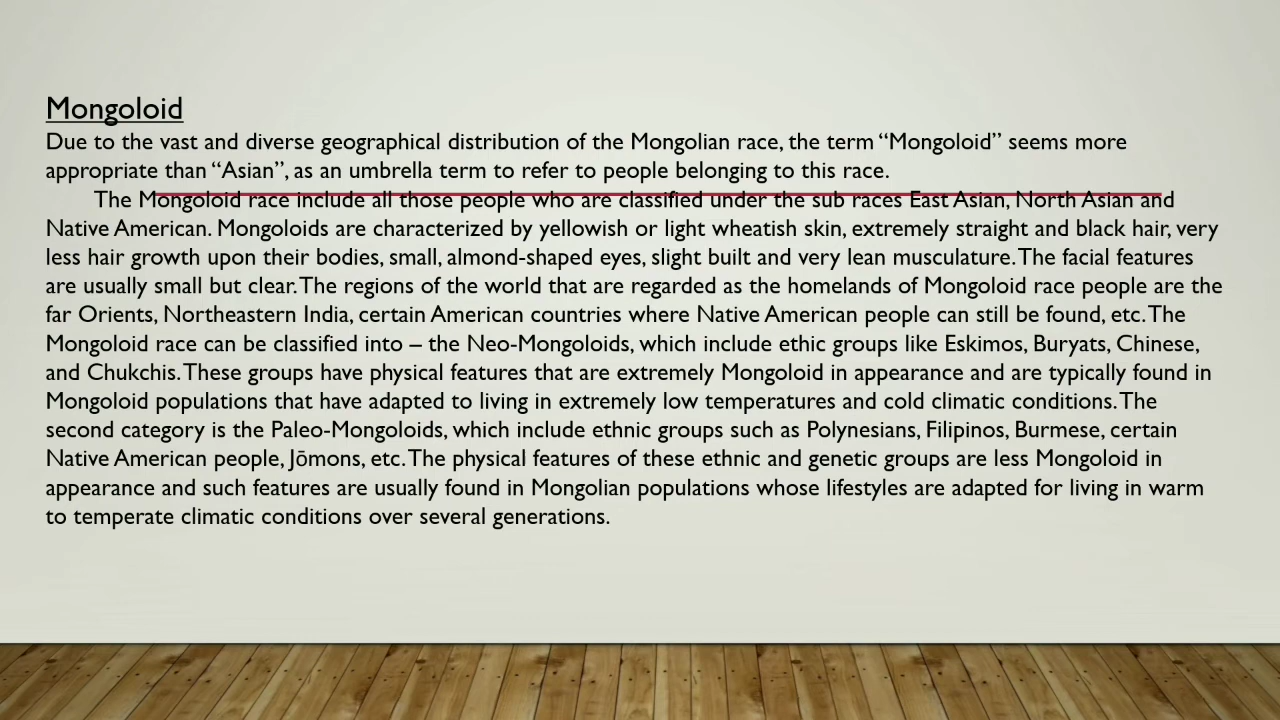 Mongoloid
Due to the vast and diverse geographical distribution of the Mongolian race, the term “Mongoloid” seems more
appropriate than “Asian”, as an umbrella term to refer to people belonging to this race.
The Mongoloid race include all those people who are classified under the sub races East Asian, North Asian and
Native American. Mongoloids are characterized by yellowish or light wheatish skin, extremely straight and black hair, very
less hair growth upon their bodies, small, almond-shaped eyes, slight built and very lean musculature. The facial features
are usually small but clear. The regions of the world that are regarded as the homelands of Mongoloid race people are the
far Orients, Northeastern India, certain American countries where Native American people can still be found, etc. The
Mongoloid race can be classified into – the Neo-Mongoloids, which include ethic groups like Eskimos, Buryats, Chinese,
and Chukchis. These groups have physical features that are extremely Mongoloid in appearance and are typically found in
Mongoloid populations that have adapted to living in extremely low temperatures and cold climatic conditions. The
second category is the Paleo-Mongoloids, which include ethnic groups such as Polynesians, Filipinos, Burmese, certain
Native American people, Jōmons, etc. The physical features of these ethnic and genetic groups are less Mongoloid in
appearance and such features are usually found in Mongolian populations whose lifestyles are adapted for living in warm
to temperate climatic conditions over several generations.